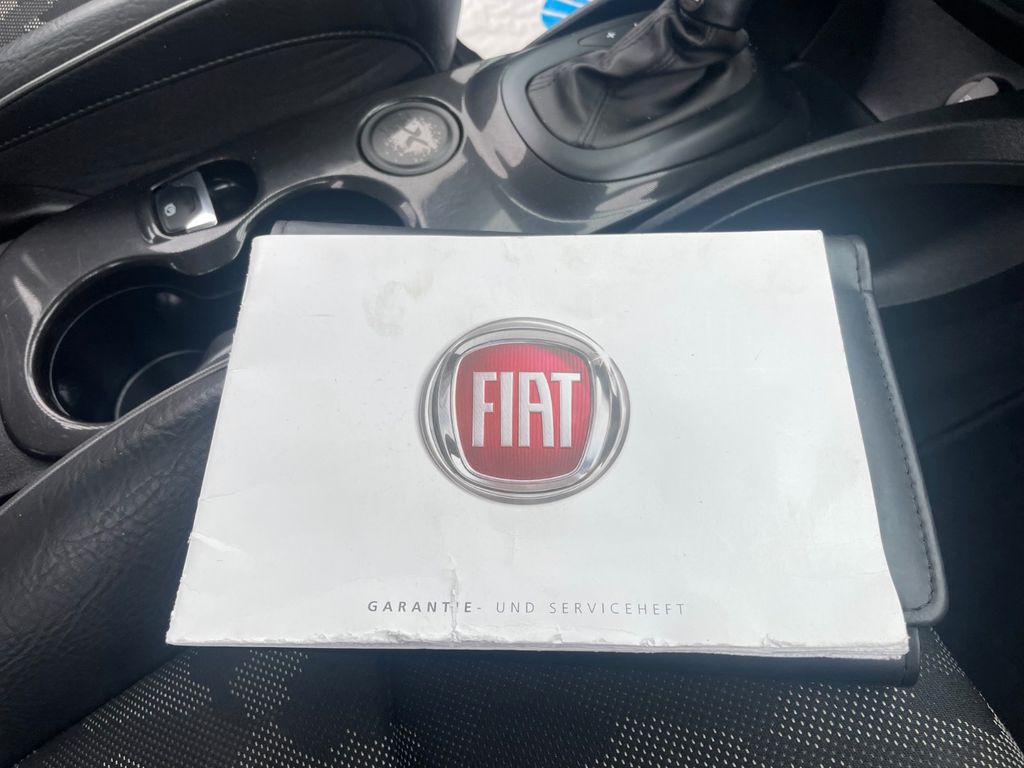 FIAT
GARANTIE- UND SERVICEHEFT